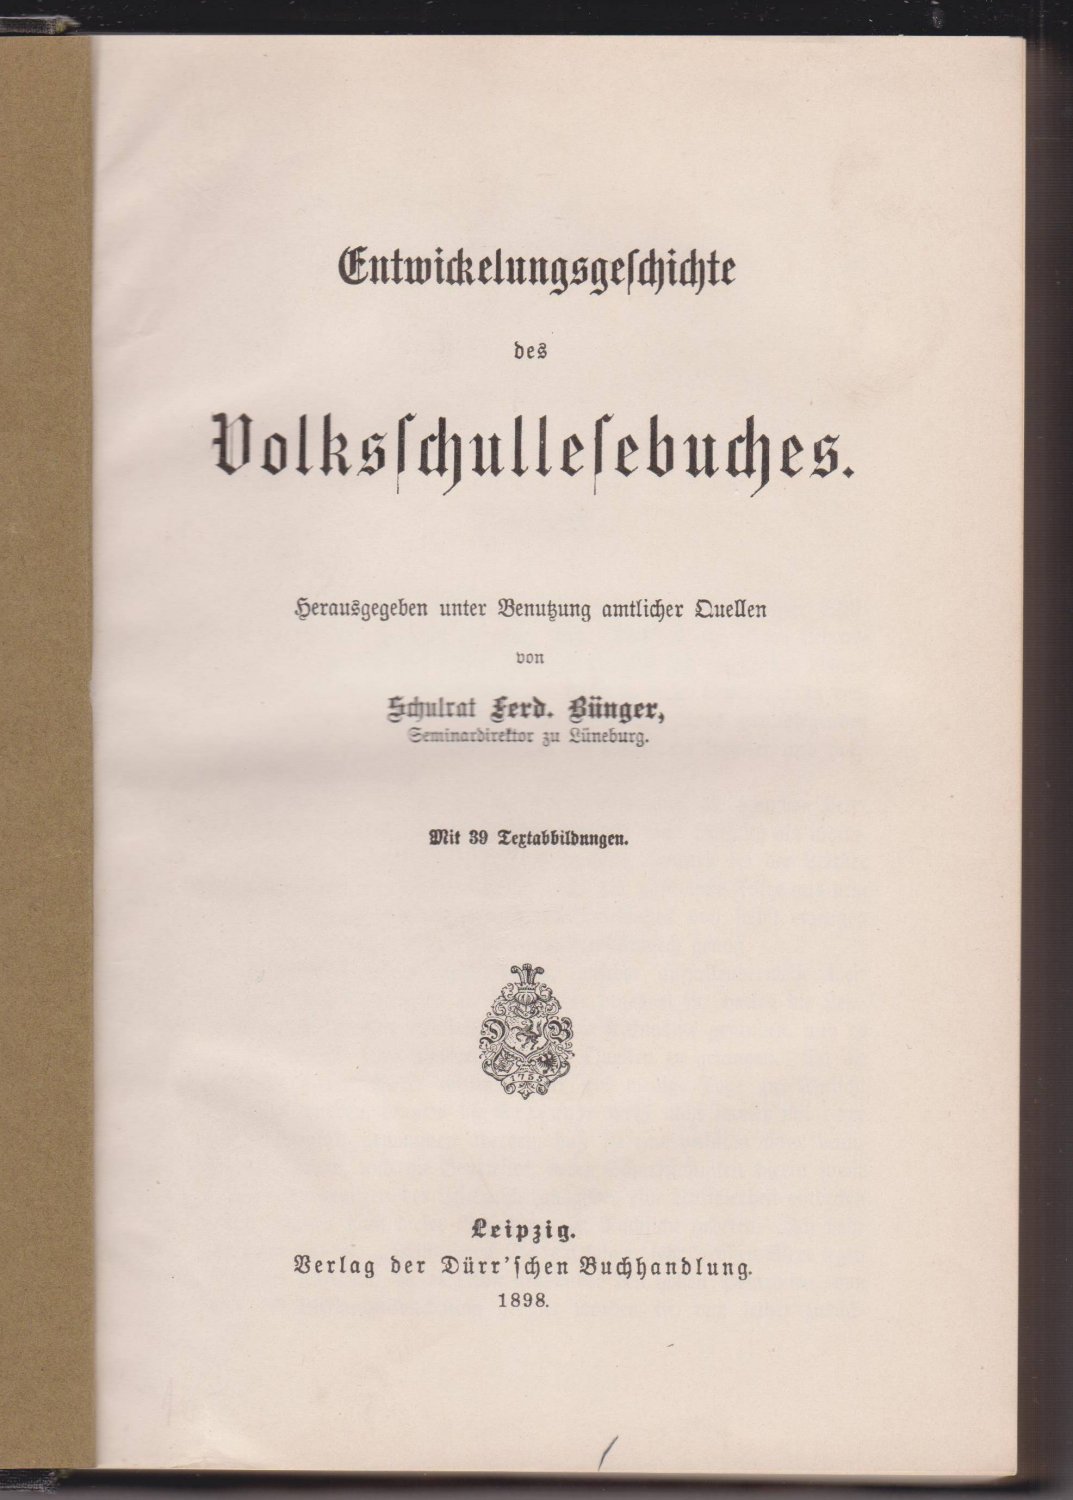 Entwickelungsgeschichte
des
Volksschullesebuches.
Herausgegeben unter Benutzung amtlicher Quellen
von
Schulrat Ferd. Bünger,
Seminardirektor zu Lüneburg.
Mit 39 Textabbildungen.
D B
1755
Leipzig.
Verlag der Dürr'schen Buchhandlung.
1898.